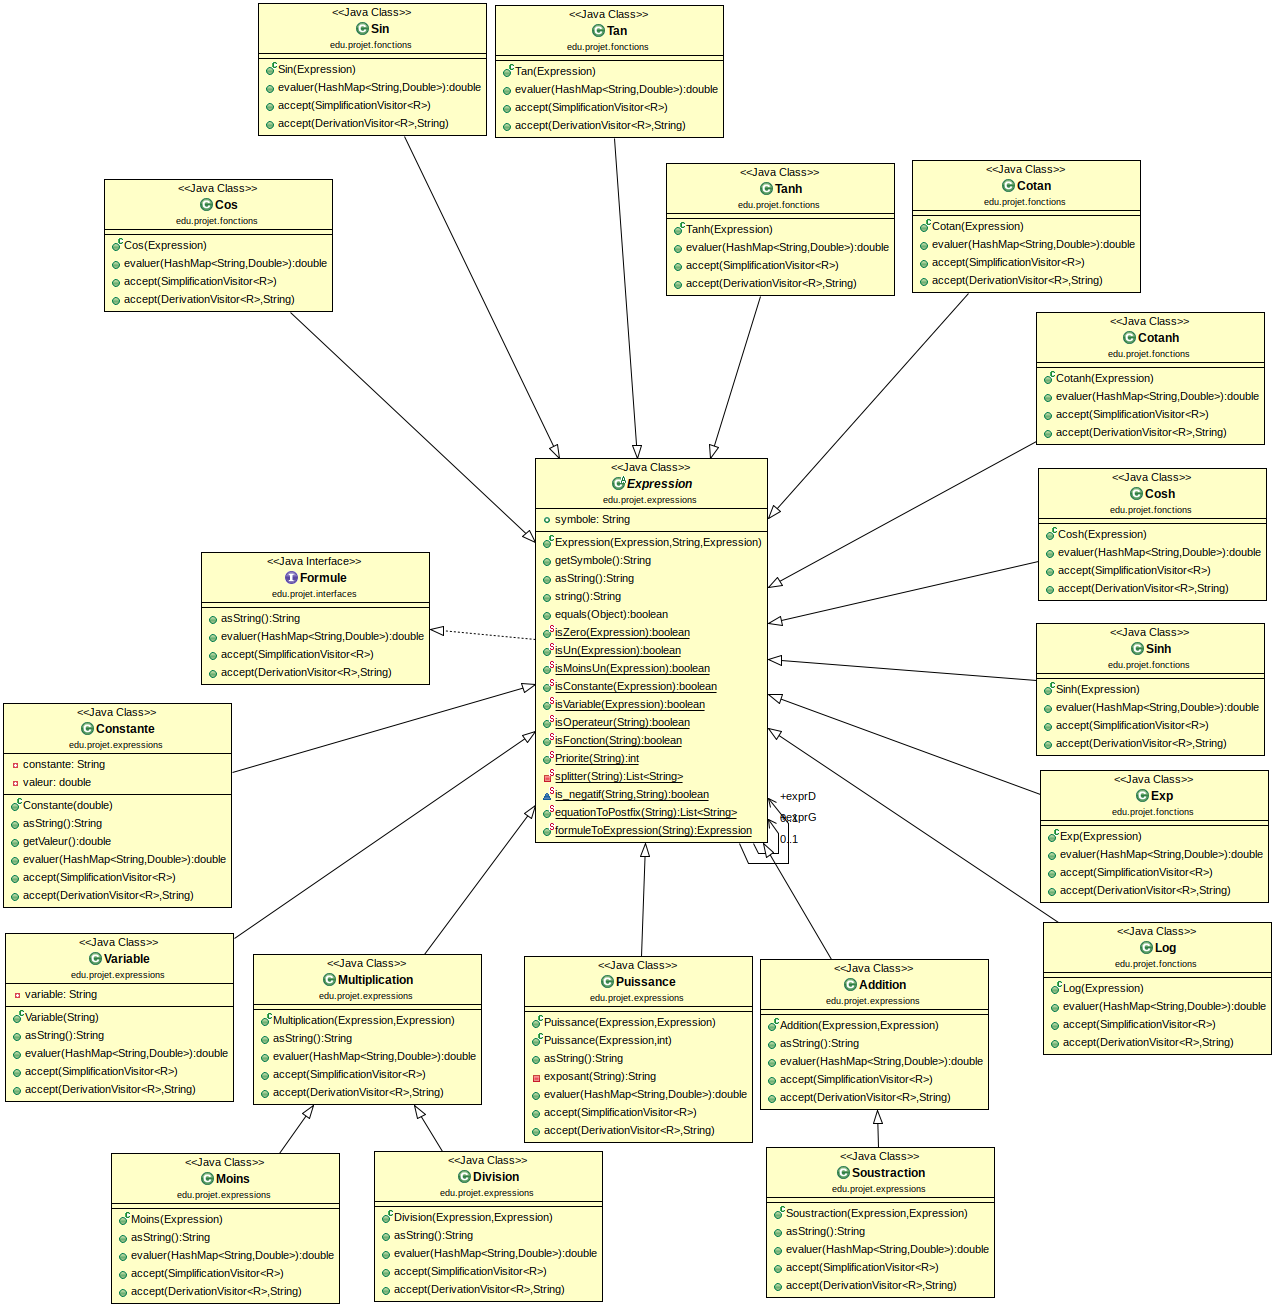 <<Java Class>>
Sin
edu.projet.fonctions
Sin(Expression)
evaluer(HashMap<String,Double>):double
accept(SimplificationVisitor<R>)
accept(DerivationVisitor<R>,String)
<<Java Class>>
Tan
edu.projet.fonctions
Tan(Expression)
evaluer(HashMap<String,Double>):double
accept(SimplificationVisitor<R>)
accept(DerivationVisitor<R>,String)
<<Java Class>>
Cos
edu.projet.fonctions
Cos(Expression)
evaluer(HashMap<String,Double>):double
accept(SimplificationVisitor<R>)
accept(DerivationVisitor<R>,String)
<<Java Class>>
Tanh
edu.projet.fonctions
Tanh(Expression)
evaluer(HashMap<String,Double>):double
accept(SimplificationVisitor<R>)
accept(DerivationVisitor<R>,String)
<<Java Class>>
Cotan
edu.projet.fonctions
Cotan(Expression)
evaluer(HashMap<String,Double>):double
accept(SimplificationVisitor<R>)
accept(DerivationVisitor<R>,String)
<<Java Class>>
Cotanh
edu.projet.fonctions
Cotanh(Expression)
evaluer(HashMap<String,Double>):double
accept(SimplificationVisitor<R>)
accept(DerivationVisitor<R>,String)
<<Java Class>>
Expression
edu.projet.expressions
symbole: String
Expression(Expression,String,Expression)
getSymbole():String
asString():String
string():String
equals(Object):boolean
isZero(Expression):boolean
isUn(Expression):boolean
isMoinsUn(Expression):boolean
isConstante(Expression):boolean
isVariable(Expression):boolean
isOperateur(String):boolean
isFonction(String):boolean
Priorite(String):int
splitter(String):List<String>
is_negatif(String,String):boolean
equationToPostfix(String):List<String>
formuleToExpression(String):Expression
+exprD
0..1
+exprG
0..1
<<Java Class>>
Cosh
edu.projet.fonctions
Cosh(Expression)
evaluer(HashMap<String,Double>):double
accept(SimplificationVisitor<R>)
accept(DerivationVisitor<R>,String)
<<Java Interface>>
Formule
edu.projet.interfaces
asString():String
evaluer(HashMap<String,Double>):double
accept(SimplificationVisitor<R>)
accept(DerivationVisitor<R>,String)
<<Java Class>>
Sinh
edu.projet.fonctions
Sinh(Expression)
evaluer(HashMap<String,Double>):double
accept(SimplificationVisitor<R>)
accept(DerivationVisitor<R>,String)
<<Java Class>>
Constante
edu.projet.expressions
constante: String
valeur: double
Constante(double)
asString():String
getValeur():double
evaluer(HashMap<String,Double>):double
accept(SimplificationVisitor<R>)
accept(DerivationVisitor<R>,String)
<<Java Class>>
Exp
edu.projet.fonctions
Exp(Expression)
evaluer(HashMap<String,Double>):double
accept(SimplificationVisitor<R>)
accept(DerivationVisitor<R>,String)
<<Java Class>>
Log
edu.projet.fonctions
Log(Expression)
evaluer(HashMap<String,Double>):double
accept(SimplificationVisitor<R>)
accept(DerivationVisitor<R>,String)
<<Java Class>>
Variable
edu.projet.expressions
variable: String
Variable(String)
asString():String
evaluer(HashMap<String,Double>):double
accept(SimplificationVisitor<R>)
accept(DerivationVisitor<R>,String)
<<Java Class>>
Multiplication
edu.projet.expressions
Multiplication(Expression,Expression)
asString():String
evaluer(HashMap<String,Double>):double
accept(SimplificationVisitor<R>)
accept(DerivationVisitor<R>,String)
<<Java Class>>
Puissance
edu.projet.expressions
Puissance(Expression,Expression)
Puissance(Expression,int)
asString():String
exposant(String):String
evaluer(HashMap<String,Double>):double
accept(SimplificationVisitor<R>)
accept(DerivationVisitor<R>,String)
<<Java Class>>
Addition
edu.projet.expressions
Addition(Expression,Expression)
asString():String
evaluer(HashMap<String,Double>):double
accept(SimplificationVisitor<R>)
accept(DerivationVisitor<R>,String)
<<Java Class>>
Moins
edu.projet.expressions
Moins(Expression)
asString():String
evaluer(HashMap<String,Double>):double
accept(SimplificationVisitor<R>)
accept(DerivationVisitor<R>,String)
<<Java Class>>
Division
edu.projet.expressions
Division(Expression,Expression)
asString():String
evaluer(HashMap<String,Double>):double
accept(SimplificationVisitor<R>)
accept(DerivationVisitor<R>,String)
<<Java Class>>
Soustraction
edu.projet.expressions
Soustraction(Expression,Expression)
asString():String
evaluer(HashMap<String,Double>):double
accept(SimplificationVisitor<R>)
accept(DerivationVisitor<R>,String)